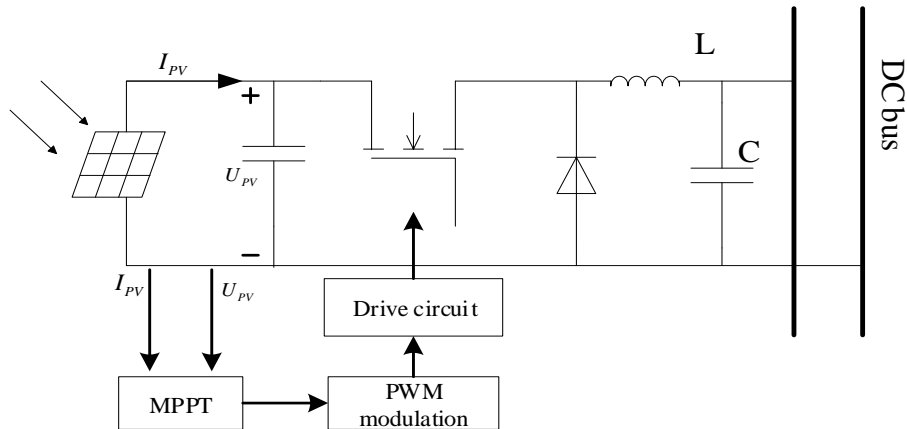 L
I_PV
+
DC bus
C
U_PV
−
I_PV
U_PV
Drive circuit
MPPT
PWM
modulation